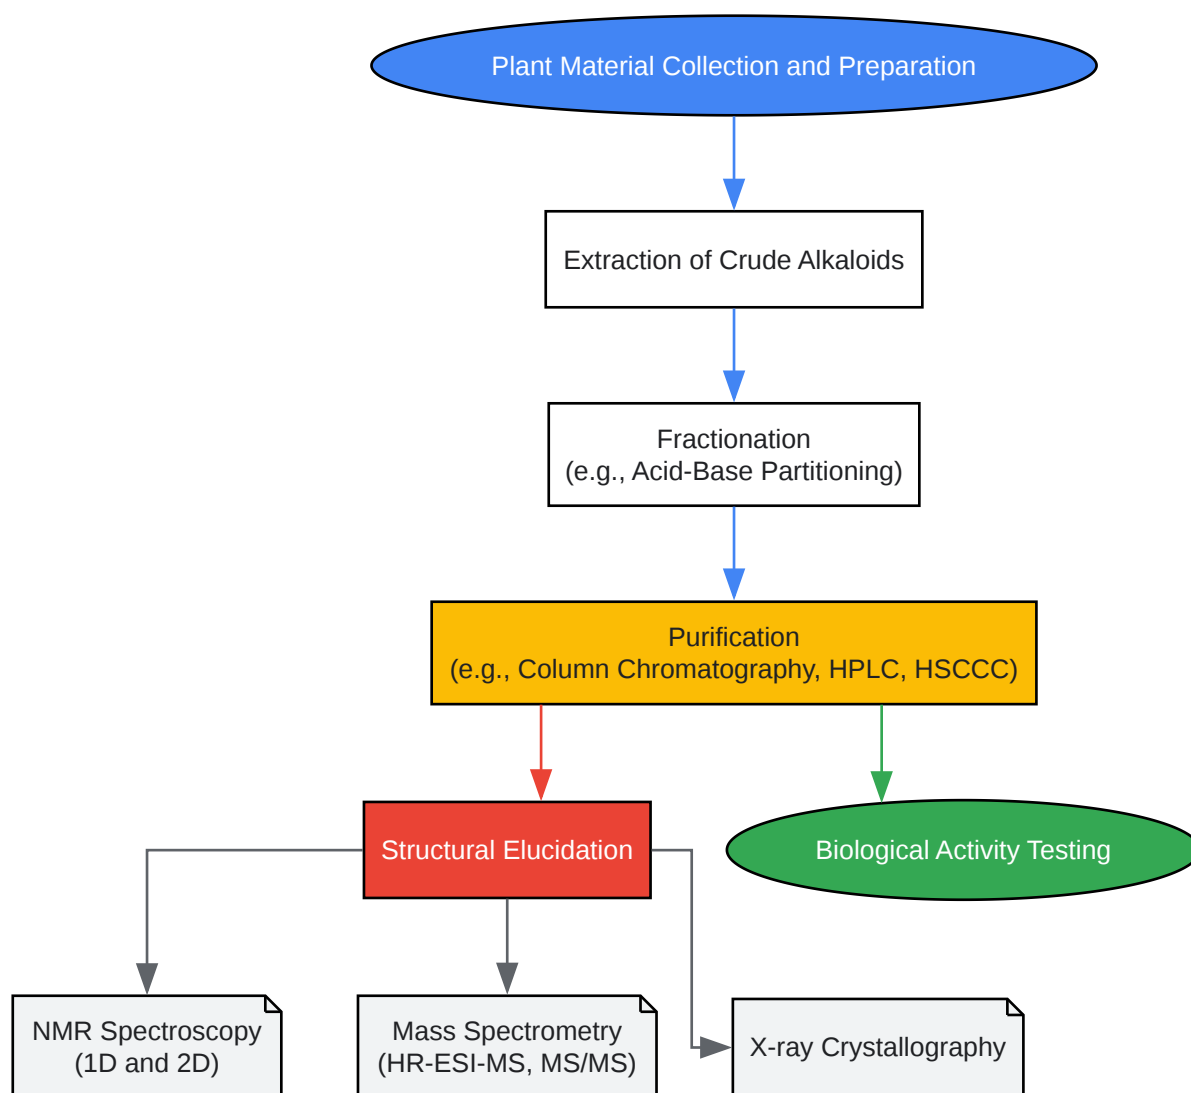 Plant Material Collection and Preparation
Extraction of Crude Alkaloids
Fractionation
(e.g., Acid-Base Partitioning)
Purification
(e.g., Column Chromatography, HPLC, HSCCC)
Structural Elucidation
Biological Activity Testing
NMR Spectroscopy
(1D and 2D)
Mass Spectrometry
(HR-ESI-MS, MS/MS)
X-ray Crystallography